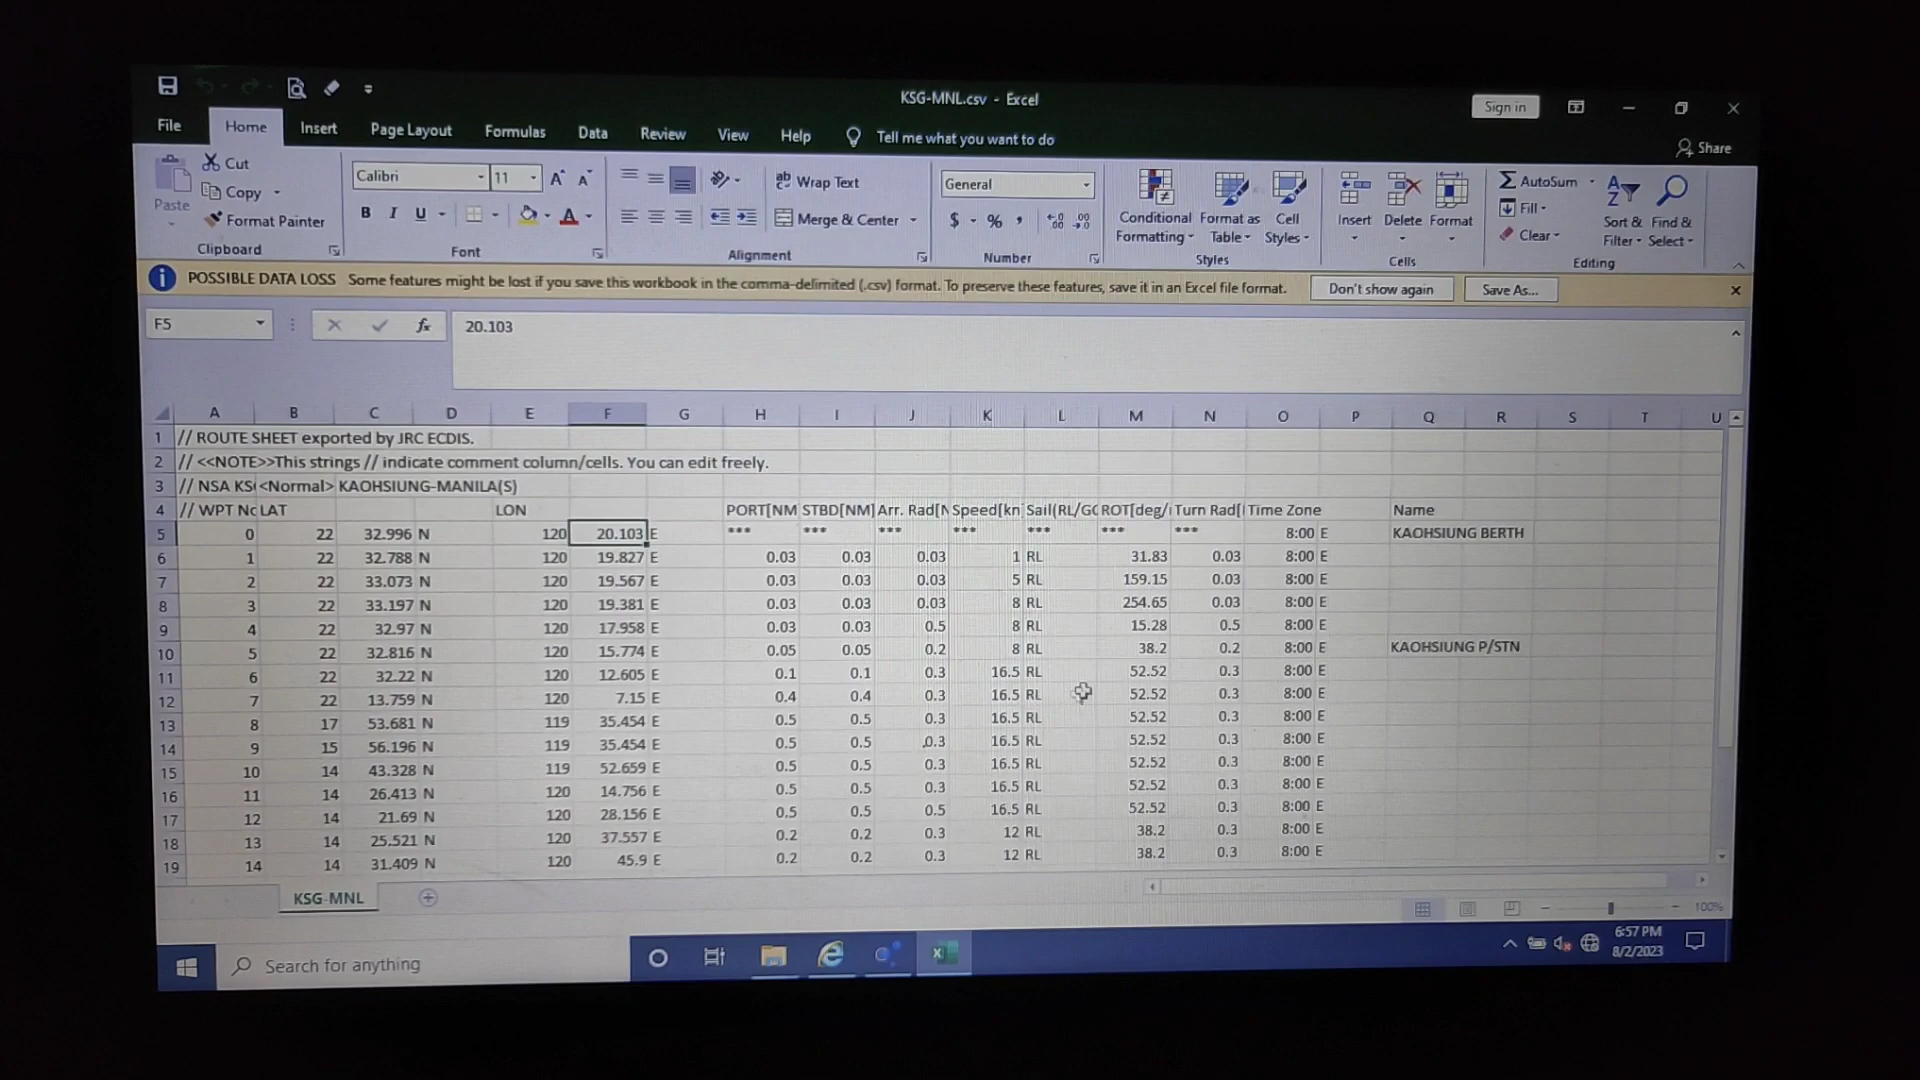 KSG-MNL.csv - Excel
Sign in
File Home Insert Page Layout Formulas Data Review View Help Tell me what you want to do
Share
Paste
Cut
Copy
Format Painter
Clipboard
Calibri 11
B I U
Font
Wrap Text
Merge & Center
Alignment
General
$ % ,
Number
Conditional Formatting
Format as Table
Cell Styles
Styles
Insert Delete Format
Cells
AutoSum
Fill
Clear
Sort & Filter
Find & Select
Editing
POSSIBLE DATA LOSS Some features might be lost if you save this workbook in the comma-delimited (.csv) format. To preserve these features, save it in an Excel file format. Don't show again Save As...
F5 fx 20.103
A B C D E F G H I J K L M N O P Q R S T U
1 // ROUTE SHEET exported by JRC ECDIS.
2 // <<NOTE>>This strings // indicate comment column/cells. You can edit freely.
3 // NSA KS <Normal> KAOHSIUNG-MANILA(S)
4 // WPT No LAT LON PORT[NM STBD[NM] Arr. Rad[N Speed[kn Sail(RL/GC ROT[deg/ Turn Rad[ Time Zone Name
5 0 22 32.996 N 120 20.103 E *** *** *** *** *** *** *** 8:00 E KAOHSIUNG BERTH
6 1 22 32.788 N 120 19.827 E 0.03 0.03 0.03 1 RL 31.83 0.03 8:00 E
7 2 22 33.073 N 120 19.567 E 0.03 0.03 0.03 5 RL 159.15 0.03 8:00 E
8 3 22 33.197 N 120 19.381 E 0.03 0.03 0.03 8 RL 254.65 0.03 8:00 E
9 4 22 32.97 N 120 17.958 E 0.03 0.03 0.5 8 RL 15.28 0.5 8:00 E
10 5 22 32.816 N 120 15.774 E 0.05 0.05 0.2 8 RL 38.2 0.2 8:00 E KAOHSIUNG P/STN
11 6 22 32.22 N 120 12.605 E 0.1 0.1 0.3 16.5 RL 52.52 0.3 8:00 E
12 7 22 13.759 N 120 7.15 E 0.4 0.4 0.3 16.5 RL 52.52 0.3 8:00 E
13 8 17 53.681 N 119 35.454 E 0.5 0.5 0.3 16.5 RL 52.52 0.3 8:00 E
14 9 15 56.196 N 119 35.454 E 0.5 0.5 0.3 16.5 RL 52.52 0.3 8:00 E
15 10 14 43.328 N 119 52.659 E 0.5 0.5 0.3 16.5 RL 52.52 0.3 8:00 E
16 11 14 26.413 N 120 14.756 E 0.5 0.5 0.3 16.5 RL 52.52 0.3 8:00 E
17 12 14 21.69 N 120 28.156 E 0.5 0.5 0.5 16.5 RL 52.52 0.3 8:00 E
18 13 14 25.521 N 120 37.557 E 0.2 0.2 0.3 12 RL 38.2 0.3 8:00 E
19 14 14 31.409 N 120 45.9 E 0.2 0.2 0.3 12 RL 38.2 0.3 8:00 E
KSG-MNL
100%
Search for anything
6:57 PM
8/2/2023